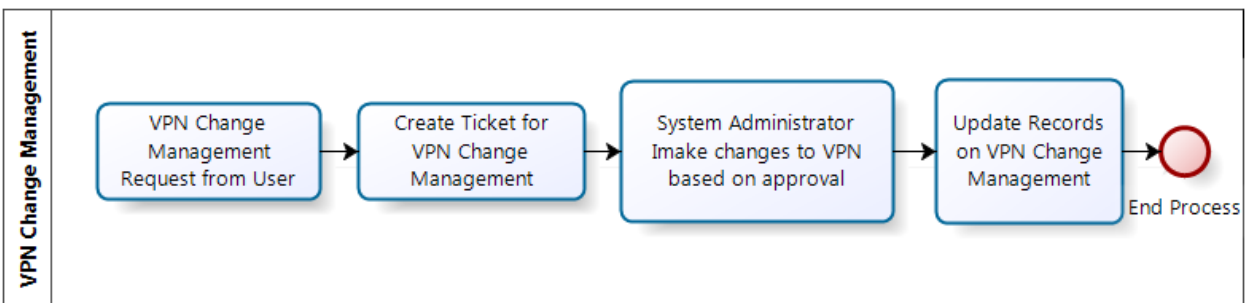 VPN Change Management
VPN Change
Management
Request from User
Create Ticket for
VPN Change
Management
System Administrator
Imake changes to VPN
based on approval
Update Records
on VPN Change
Management
End Process